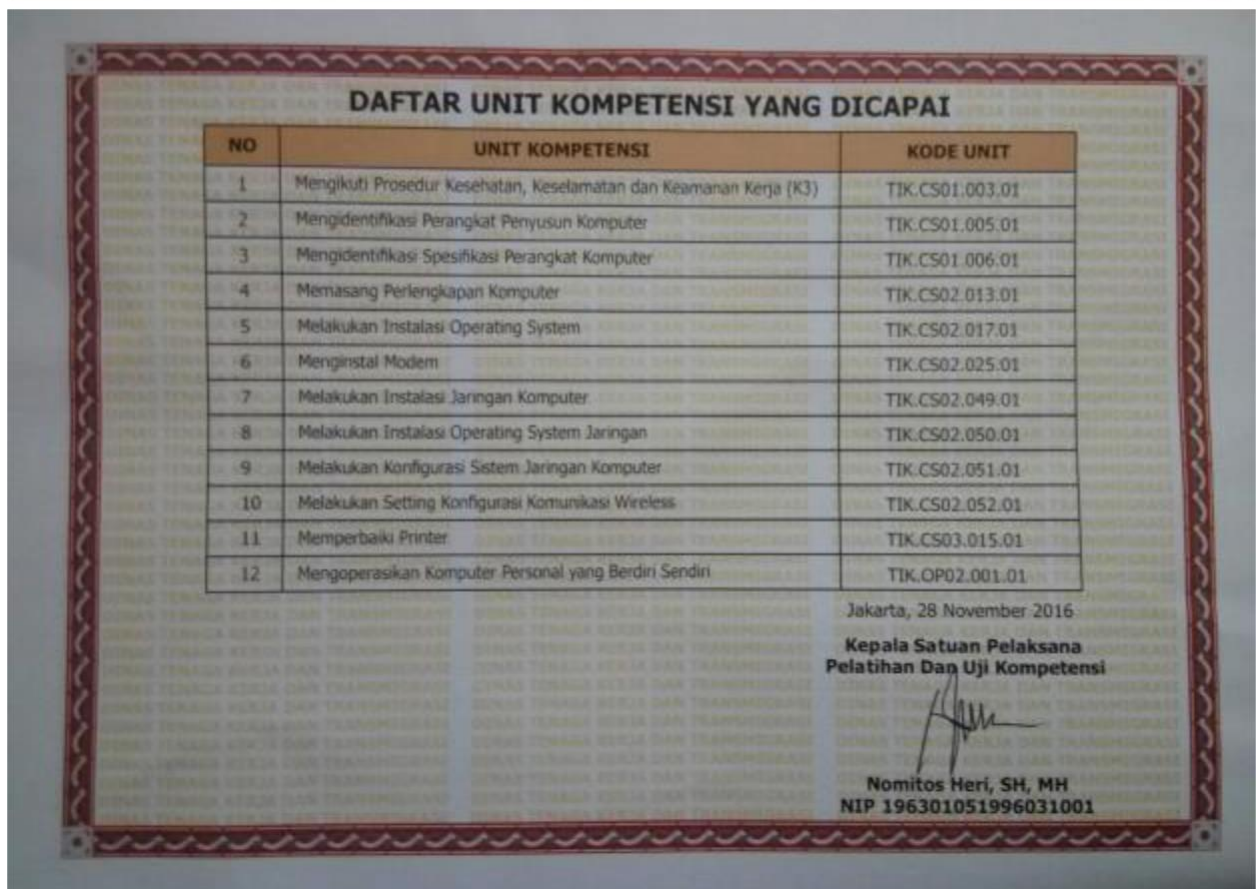 DAFTAR UNIT KOMPETENSI YANG DICAPAI
NO UNIT KOMPETENSI KODE UNIT
1 Mengikuti Prosedur Kesehatan, Keselamatan dan Keamanan Kerja (K3) TIK.CS01.003.01
2 Mengidentifikasi Perangkat Penyusun Komputer TIK.CS01.005.01
3 Mengidentifikasi Spesifikasi Perangkat Komputer TIK.CS01.006.01
4 Memasang Perlengkapan Komputer TIK.CS02.013.01
5 Melakukan Instalasi Operating System TIK.CS02.017.01
6 Menginstal Modem TIK.CS02.025.01
7 Melakukan Instalasi Jaringan Komputer TIK.CS02.049.01
8 Melakukan Instalasi Operating System Jaringan TIK.CS02.050.01
9 Melakukan Konfigurasi Sistem Jaringan Komputer TIK.CS02.051.01
10 Melakukan Setting Konfigurasi Komunikasi Wireless TIK.CS02.052.01
11 Memperbaiki Printer TIK.CS03.015.01
12 Mengoperasikan Komputer Personal yang Berdiri Sendiri TIK.OP02.001.01
Jakarta, 28 November 2016
Kepala Satuan Pelaksana
Pelatihan Dan Uji Kompetensi
Nomitos Heri, SH, MH
NIP 196301051996031001